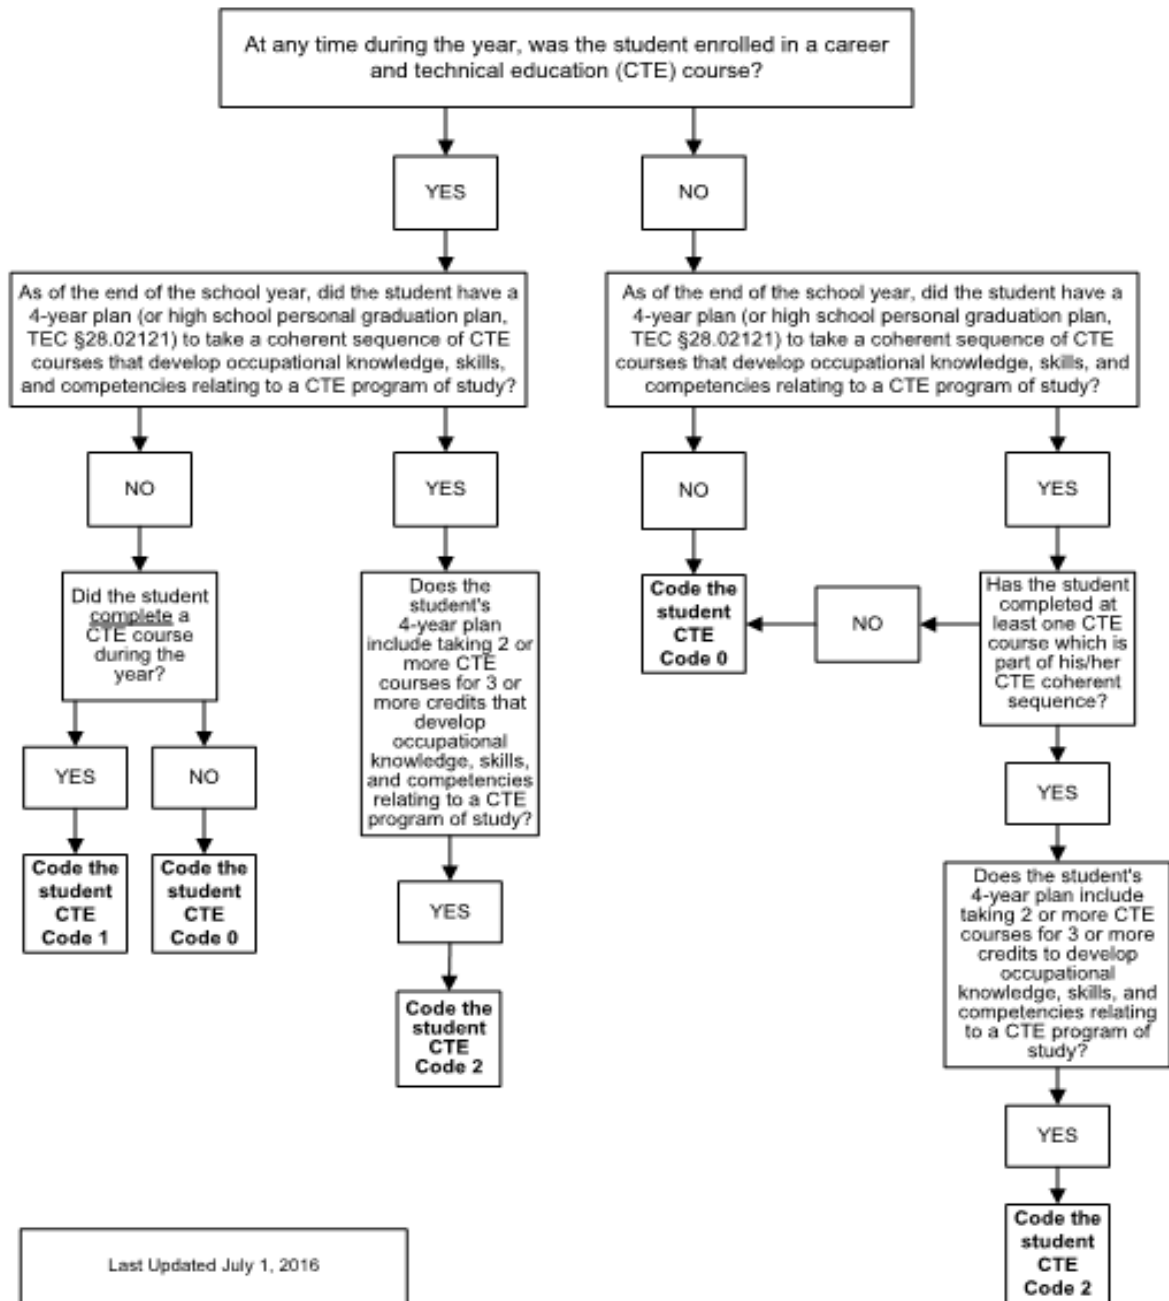 At any time during the year, was the student enrolled in a career
and technical education (CTE) course?
YES
NO
As of the end of the school year, did the student have a
4-year plan (or high school personal graduation plan,
TEC §28.02121) to take a coherent sequence of CTE
courses that develop occupational knowledge, skills,
and competencies relating to a CTE program of study?
As of the end of the school year, did the student have a
4-year plan (or high school personal graduation plan,
TEC §28.02121) to take a coherent sequence of CTE
courses that develop occupational knowledge, skills, and
competencies relating to a CTE program of study?
NO
YES
NO
YES
Did the student
complete a
CTE course
during the
year?
Does the
student's
4-year plan
include taking 2 or
more CTE
courses for 3 or
more credits that
develop
occupational
knowledge, skills,
and competencies
relating to a CTE
program of study?
Code the
student
CTE
Code 0
NO
Has the student
completed at
least one CTE
course which is
part of his/her
CTE coherent
sequence?
YES
NO
YES
Code the
student
CTE
Code 1
Code the
student
CTE
Code 0
YES
Does the student's
4-year plan include
taking 2 or more CTE
courses for 3 or more
credits to develop
occupational
knowledge, skills, and
competencies relating
to a CTE program of
study?
Code the
student
CTE
Code 2
YES
Code the
student
CTE
Code 2
Last Updated July 1, 2016